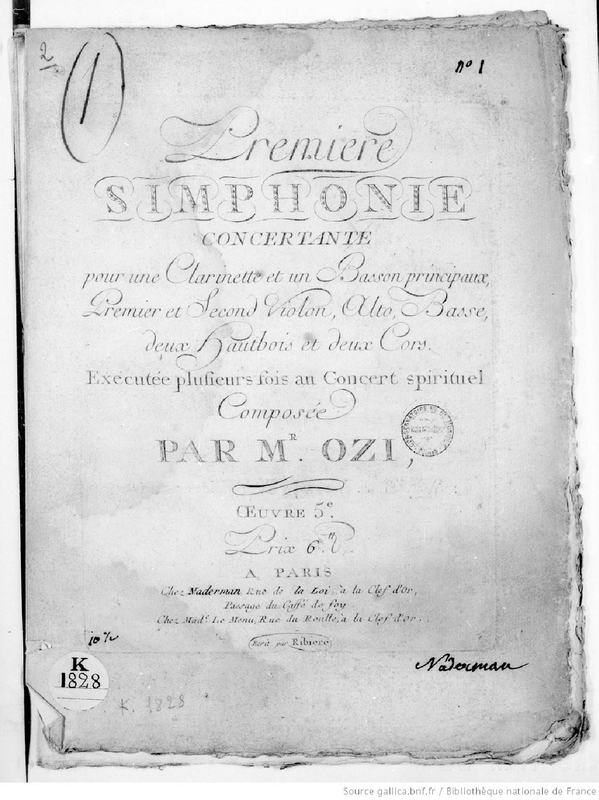 2
1
nº 1
Premiere
SIMPHONIE
CONCERTANTE
pour une Clarinette et un Basson principaux,
Premier et Second Violon, Alto, Basse,
deux Hautbois et deux Cors.
Exécutée plusieurs fois au Concert spirituel
Composée
PAR MR. OZI,
ŒUVRE 5e.
Prix 6tt
A PARIS
Chez Naderman, Rue de la Loi, à la Clef d'Or,
Passage du Caffé de foy
Chez Made. Le Menu, Rue du Roulle, à la Clef d'Or.
Ecrit par Ribiere
Naderman
K
1828
K. 1828
Source gallica.bnf.fr / Bibliothèque nationale de France